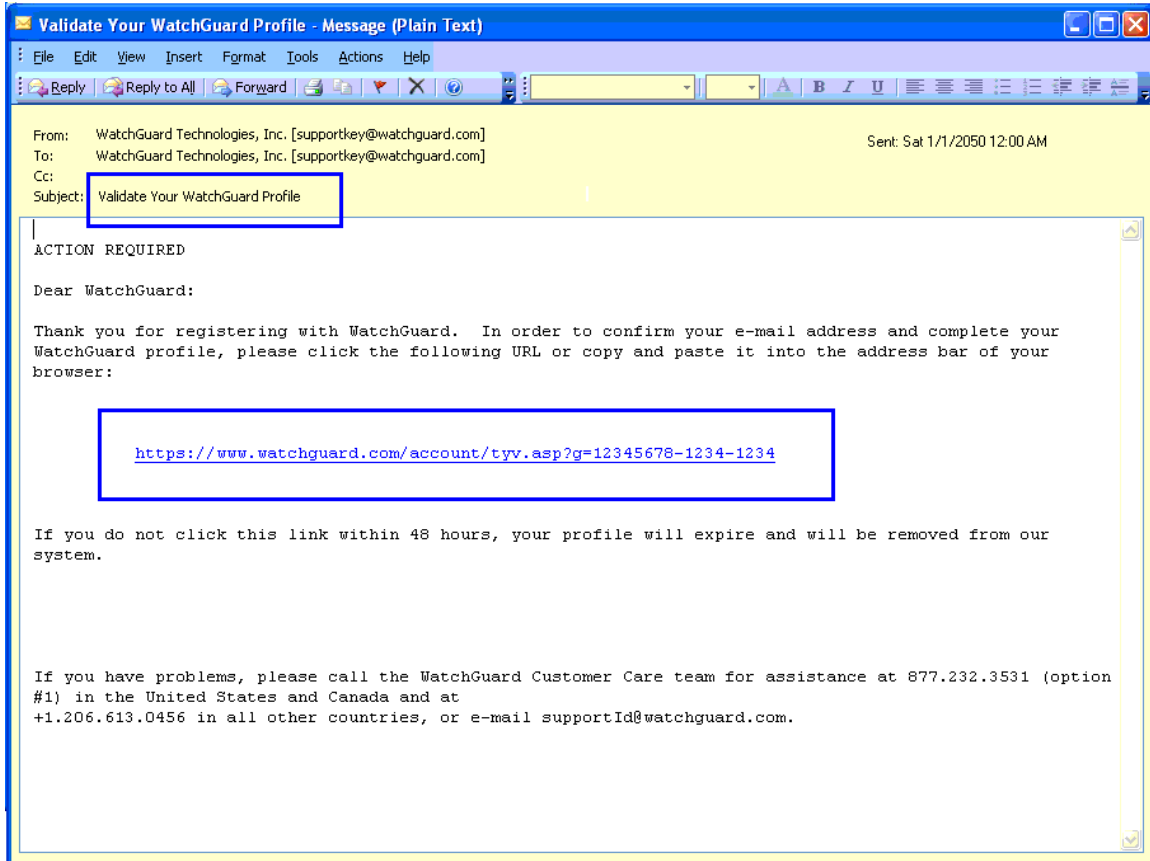 Validate Your WatchGuard Profile - Message (Plain Text)
File Edit View Insert Format Tools Actions Help
Reply Reply to All Forward A B I U
From: WatchGuard Technologies, Inc. [supportkey@watchguard.com]
Sent: Sat 1/1/2050 12:00 AM
To: WatchGuard Technologies, Inc. [supportkey@watchguard.com]
Cc:
Subject: Validate Your WatchGuard Profile
ACTION REQUIRED
Dear WatchGuard:
Thank you for registering with WatchGuard. In order to confirm your e-mail address and complete your
WatchGuard profile, please click the following URL or copy and paste it into the address bar of your
browser:
https://www.watchguard.com/account/tyv.asp?g=12345678-1234-1234
If you do not click this link within 48 hours, your profile will expire and will be removed from our
system.
If you have problems, please call the WatchGuard Customer Care team for assistance at 877.232.3531 (option
#1) in the United States and Canada and at
+1.206.613.0456 in all other countries, or e-mail supportId@watchguard.com.